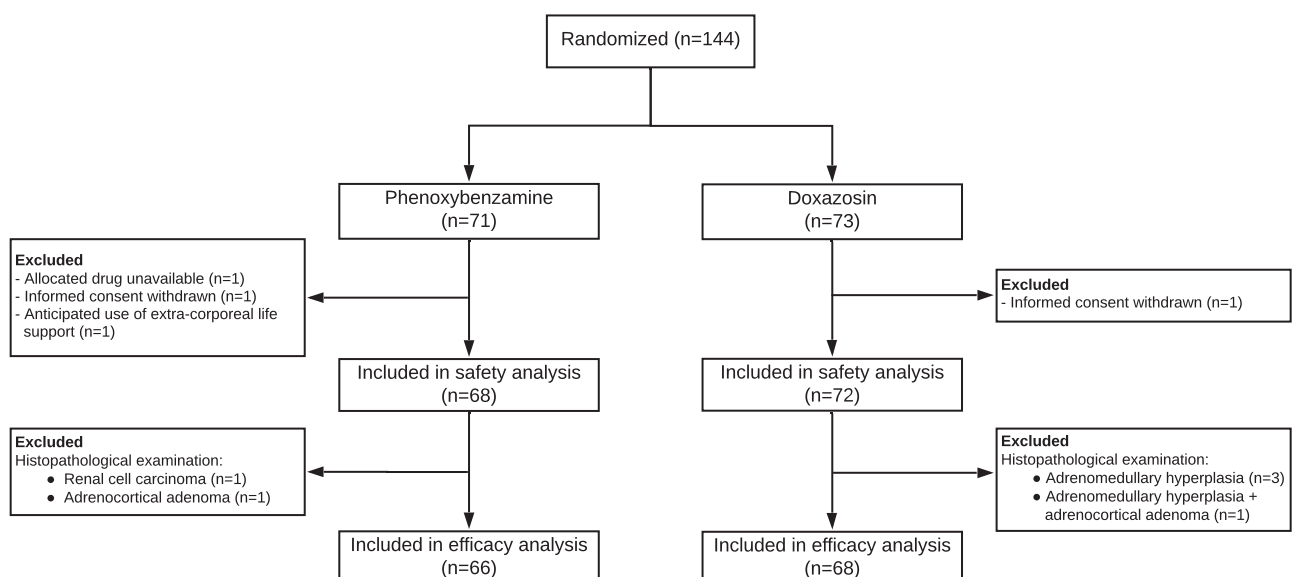 Randomized (n=144)
Phenoxybenzamine
(n=71)
Doxazosin
(n=73)
Excluded
- Allocated drug unavailable (n=1)
- Informed consent withdrawn (n=1)
- Anticipated use of extra-corporeal life
support (n=1)
Excluded
- Informed consent withdrawn (n=1)
Included in safety analysis
(n=68)
Included in safety analysis
(n=72)
Excluded
Histopathological examination:
● Renal cell carcinoma (n=1)
● Adrenocortical adenoma (n=1)
Excluded
Histopathological examination:
● Adrenomedullary hyperplasia (n=3)
● Adrenomedullary hyperplasia +
adrenocortical adenoma (n=1)
Included in efficacy analysis
(n=66)
Included in efficacy analysis
(n=68)